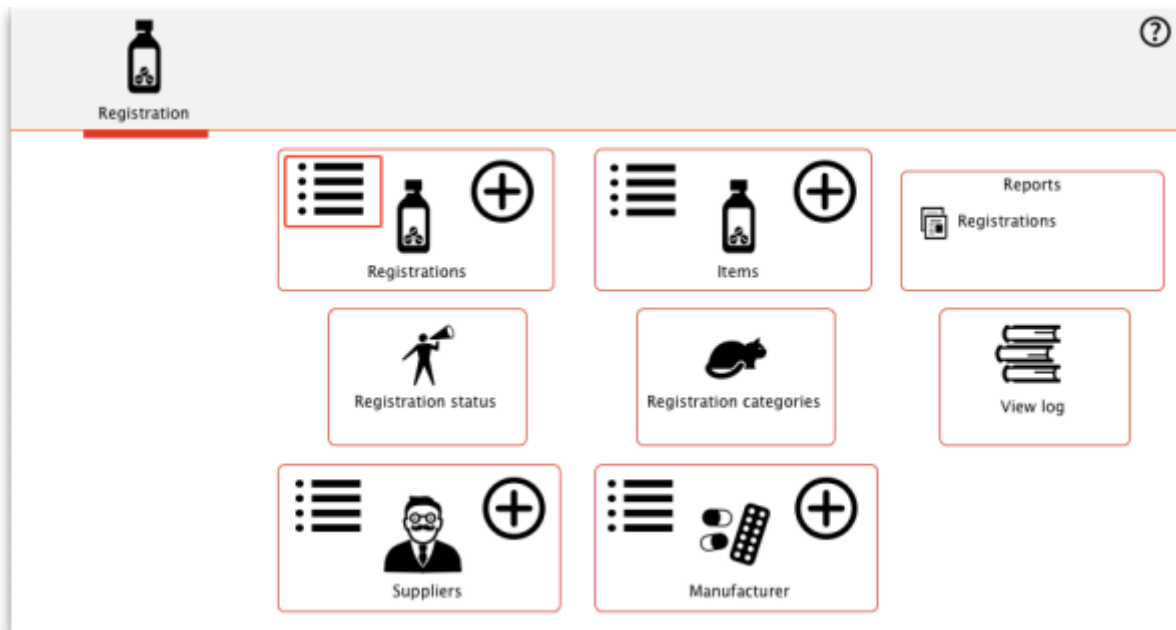 Registration
Registrations
Items
Reports
Registrations
Registration status
Registration categories
View log
Suppliers
Manufacturer